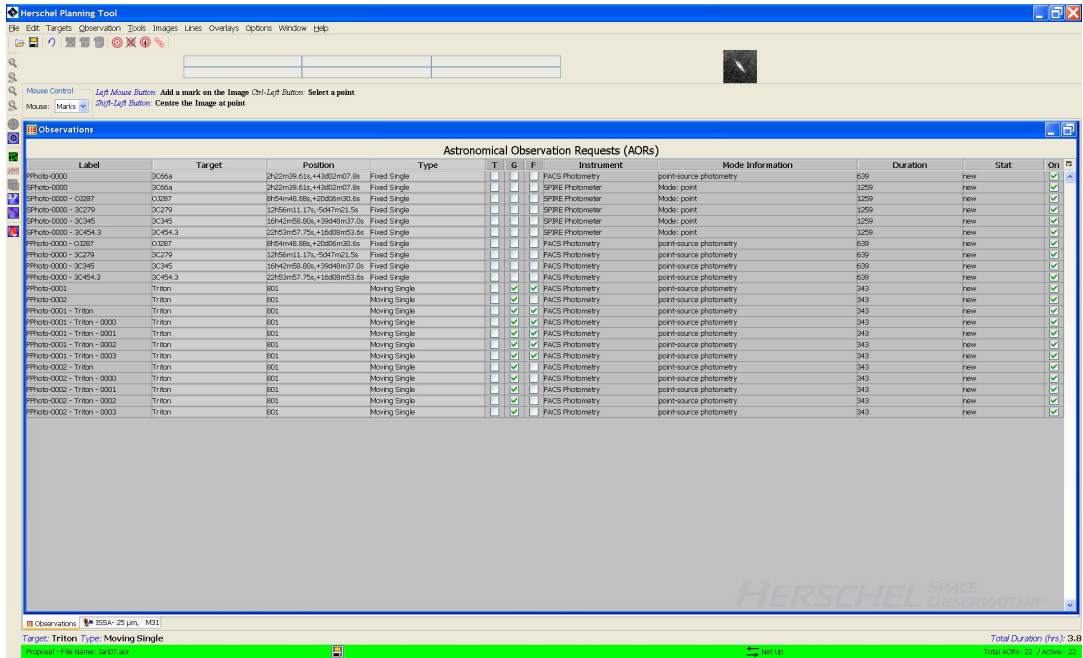 Herschel Planning Tool
File Edit Targets Observation Tools Images Lines Overlays Options Window Help
Mouse Control
Left Mouse Button: Add a mark on the Image Ctrl-Left Button: Select a point
Mouse: Marks
Shift-Left Button: Centre the Image at point
Observations
Astronomical Observation Requests (AORs)
Label Target Position Type T G F Instrument Mode Information Duration Stat On
PPhoto-0000 3C66a 2h22m39.61s,+43d02m07.8s Fixed Single PACS Photometry point-source photometry 639 new
SPhoto-0000 3C66a 2h22m39.61s,+43d02m07.8s Fixed Single SPIRE Photometer Mode: point 1259 new
SPhoto-0000 - OJ287 OJ287 8h54m48.88s,+20d06m30.6s Fixed Single SPIRE Photometer Mode: point 1259 new
SPhoto-0000 - 3C279 3C279 12h56m11.17s,-5d47m21.5s Fixed Single SPIRE Photometer Mode: point 1259 new
SPhoto-0000 - 3C345 3C345 16h42m58.80s,+39d48m37.0s Fixed Single SPIRE Photometer Mode: point 1259 new
SPhoto-0000 - 3C454.3 3C454.3 22h53m57.75s,+16d08m53.6s Fixed Single SPIRE Photometer Mode: point 1259 new
PPhoto-0000 - OJ287 OJ287 8h54m48.88s,+20d06m30.6s Fixed Single PACS Photometry point-source photometry 639 new
PPhoto-0000 - 3C279 3C279 12h56m11.17s,-5d47m21.5s Fixed Single PACS Photometry point-source photometry 639 new
PPhoto-0000 - 3C345 3C345 16h42m58.80s,+39d48m37.0s Fixed Single PACS Photometry point-source photometry 639 new
PPhoto-0000 - 3C454.3 3C454.3 22h53m57.75s,+16d08m53.6s Fixed Single PACS Photometry point-source photometry 639 new
PPhoto-0001 Triton 801 Moving Single PACS Photometry point-source photometry 343 new
PPhoto-0002 Triton 801 Moving Single PACS Photometry point-source photometry 343 new
PPhoto-0001 - Triton Triton 801 Moving Single PACS Photometry point-source photometry 343 new
PPhoto-0001 - Triton - 0000 Triton 801 Moving Single PACS Photometry point-source photometry 343 new
PPhoto-0001 - Triton - 0001 Triton 801 Moving Single PACS Photometry point-source photometry 343 new
PPhoto-0001 - Triton - 0002 Triton 801 Moving Single PACS Photometry point-source photometry 343 new
PPhoto-0001 - Triton - 0003 Triton 801 Moving Single PACS Photometry point-source photometry 343 new
PPhoto-0002 - Triton Triton 801 Moving Single PACS Photometry point-source photometry 343 new
PPhoto-0002 - Triton - 0000 Triton 801 Moving Single PACS Photometry point-source photometry 343 new
PPhoto-0002 - Triton - 0001 Triton 801 Moving Single PACS Photometry point-source photometry 343 new
PPhoto-0002 - Triton - 0002 Triton 801 Moving Single PACS Photometry point-source photometry 343 new
PPhoto-0002 - Triton - 0003 Triton 801 Moving Single PACS Photometry point-source photometry 343 new
HERSCHEL SPACE OBSERVATORY
Observations ISSA- 25 µm, M31
Target: Triton Type: Moving Single Total Duration (hrs): 3.8
Proposal - File Name: Jan07.aor Net Up Total AORs: 22 / Active: 22